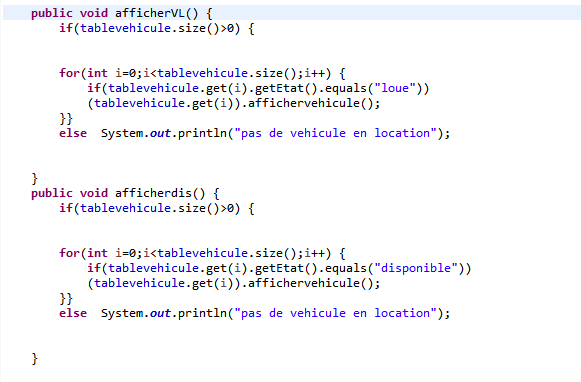 public void afficherVL() {
if(tablevehicule.size()>0) {
for(int i=0;i<tablevehicule.size();i++) {
if(tablevehicule.get(i).getEtat().equals("loue"))
(tablevehicule.get(i)).affichervehicule();
}}
else  System.out.println("pas de vehicule en location");
}
public void afficherdis() {
if(tablevehicule.size()>0) {
for(int i=0;i<tablevehicule.size();i++) {
if(tablevehicule.get(i).getEtat().equals("disponible"))
(tablevehicule.get(i)).affichervehicule();
}}
else  System.out.println("pas de vehicule en location");
}